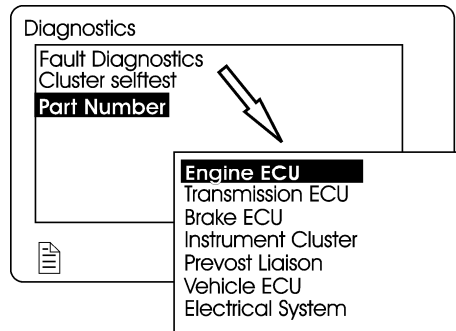 Diagnostics
Fault Diagnostics
Cluster selftest
Part Number
Engine ECU
Transmission ECU
Brake ECU
Instrument Cluster
Prevost Liaison
Vehicle ECU
Electrical System